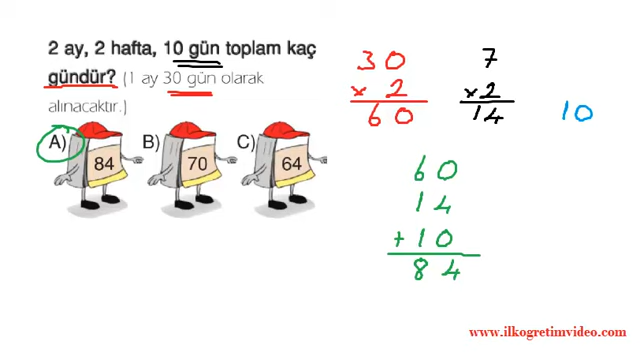 2 ay, 2 hafta, 10 gün toplam kaç
gündür? (1 ay 30 gün olarak
alınacaktır.)
A) 84 B) 70 C) 64
30
x 2
60
7
x 2
14
10
60
14
+ 10
84
www.ilkogretimvideo.com